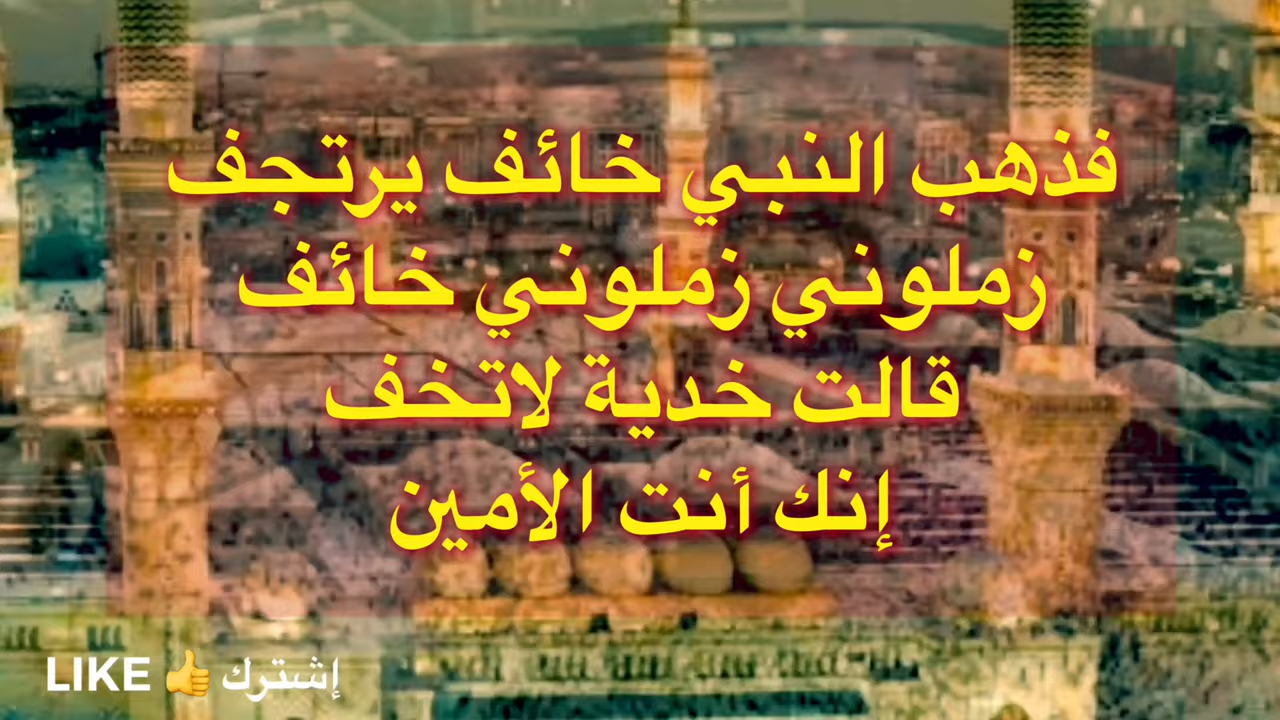 فذهب النبي خائف يرتجف
زملوني زملوني خائف
قالت خدية لاتخف
إنك أنت الأمين
LIKE 👍 إشترك